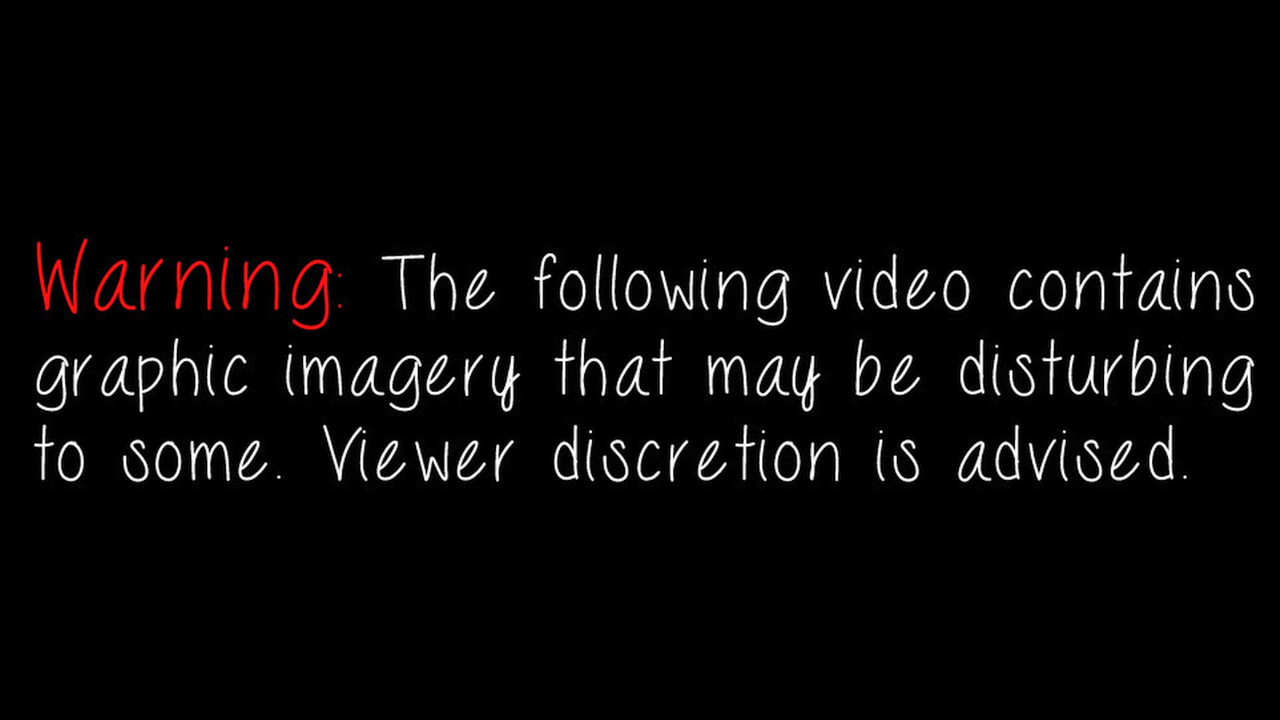 Warning: The following video contains
graphic imagery that may be disturbing
to some. Viewer discretion is advised.